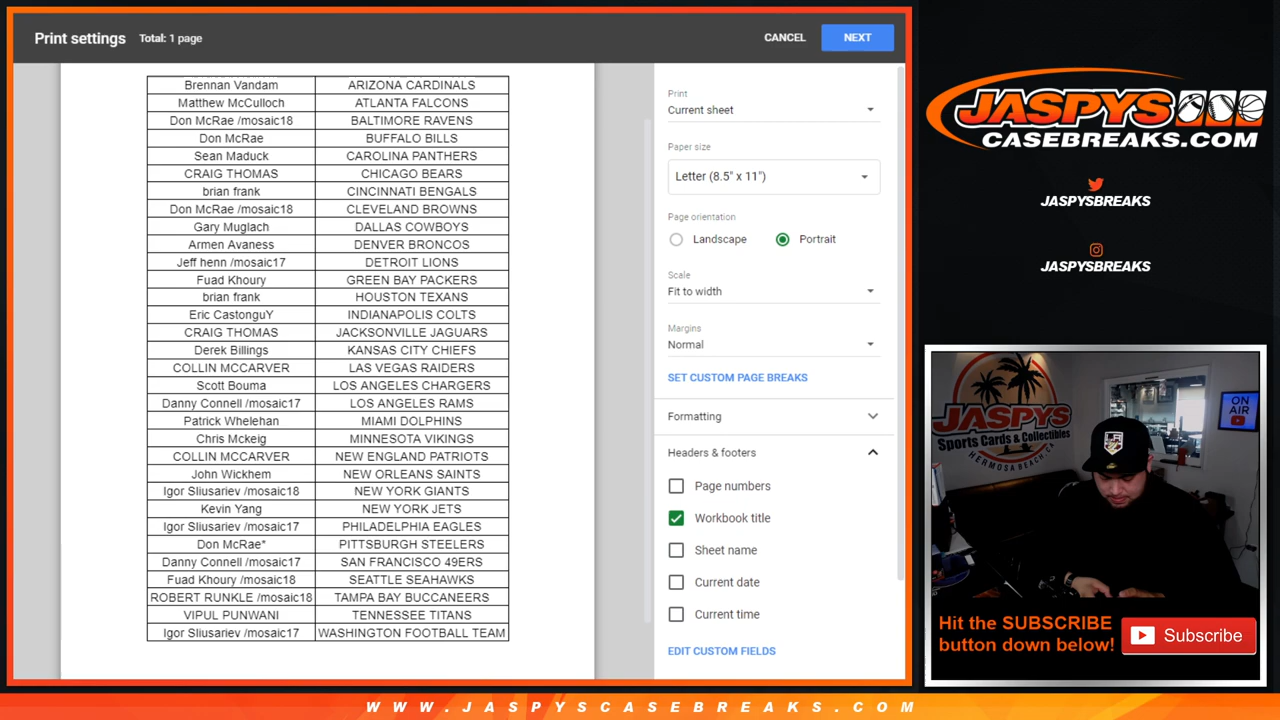 Print settings Total: 1 page
CANCEL NEXT
Brennan Vandam ARIZONA CARDINALS
Matthew McCulloch ATLANTA FALCONS
Don McRae /mosaic18 BALTIMORE RAVENS
Don McRae BUFFALO BILLS
Sean Maduck CAROLINA PANTHERS
CRAIG THOMAS CHICAGO BEARS
brian frank CINCINNATI BENGALS
Don McRae /mosaic18 CLEVELAND BROWNS
Gary Muglach DALLAS COWBOYS
Armen Avaness DENVER BRONCOS
Jeff henn /mosaic17 DETROIT LIONS
Fuad Khoury GREEN BAY PACKERS
brian frank HOUSTON TEXANS
Eric CastonguY INDIANAPOLIS COLTS
CRAIG THOMAS JACKSONVILLE JAGUARS
Derek Billings KANSAS CITY CHIEFS
COLLIN MCCARVER LAS VEGAS RAIDERS
Scott Bouma LOS ANGELES CHARGERS
Danny Connell /mosaic17 LOS ANGELES RAMS
Patrick Whelehan MIAMI DOLPHINS
Chris Mckeig MINNESOTA VIKINGS
COLLIN MCCARVER NEW ENGLAND PATRIOTS
John Wickhem NEW ORLEANS SAINTS
Igor Sliusariev /mosaic18 NEW YORK GIANTS
Kevin Yang NEW YORK JETS
Igor Sliusariev /mosaic17 PHILADELPHIA EAGLES
Don McRae* PITTSBURGH STEELERS
Danny Connell /mosaic17 SAN FRANCISCO 49ERS
Fuad Khoury /mosaic18 SEATTLE SEAHAWKS
ROBERT RUNKLE /mosaic18 TAMPA BAY BUCCANEERS
VIPUL PUNWANI TENNESSEE TITANS
Igor Sliusariev /mosaic17 WASHINGTON FOOTBALL TEAM
Print
Current sheet
Paper size
Letter (8.5" x 11")
Page orientation
Landscape Portrait
Scale
Fit to width
Margins
Normal
SET CUSTOM PAGE BREAKS
Formatting
Headers & footers
Page numbers
Workbook title
Sheet name
Current date
Current time
EDIT CUSTOM FIELDS
JASPYS
CASEBREAKS.COM
JASPYSBREAKS
JASPYSBREAKS
JASPYS
Sports Cards & Collectibles
HERMOSA BEACH, CA
ON AIR
LA
Hit the SUBSCRIBE
button down below!
Subscribe
WWW.JASPYSCASEBREAKS.COM